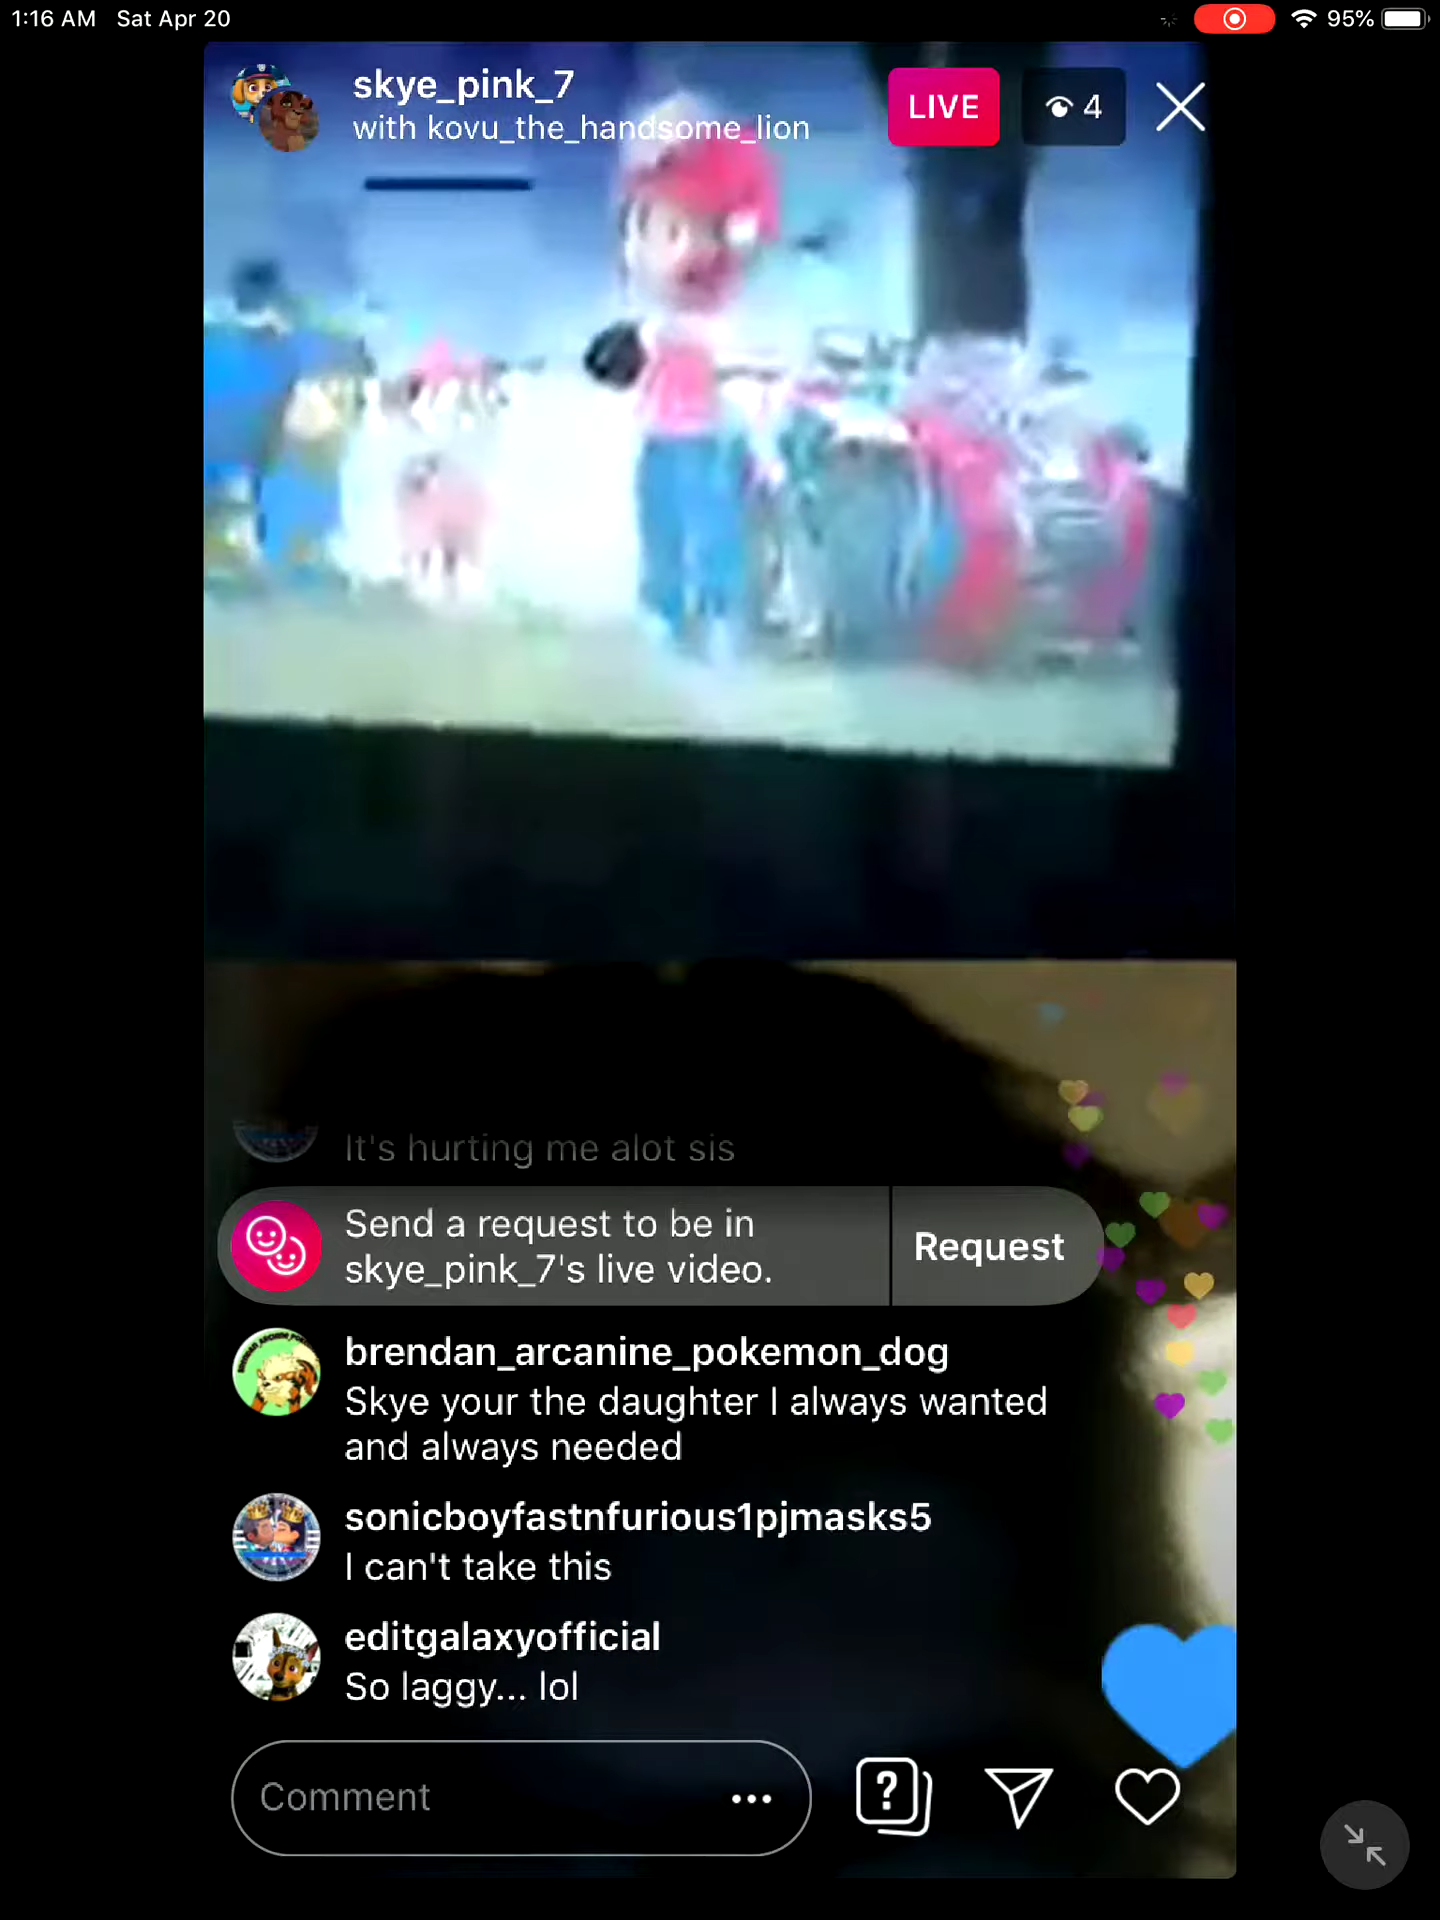 1:16 AM Sat Apr 20
95%
skye_pink_7
with kovu_the_handsome_lion
LIVE
4
It's hurting me alot sis
Send a request to be in
skye_pink_7's live video.
Request
brendan_arcanine_pokemon_dog
Skye your the daughter I always wanted
and always needed
sonicboyfastnfurious1pjmasks5
I can't take this
editgalaxyofficial
So laggy... lol
Comment
?